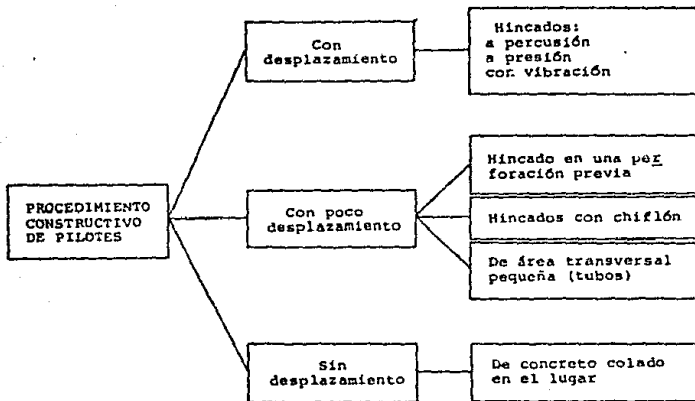 PROCEDIMIENTO
CONSTRUCTIVO
DE PILOTES
Con
desplazamiento
Hincados:
a percusión
a presión
con vibración
Con poco
desplazamiento
Hincado en una per
foración previa
Hincados con chiflón
De área transversal
pequeña (tubos)
Sin
desplazamiento
De concreto colado
en el lugar